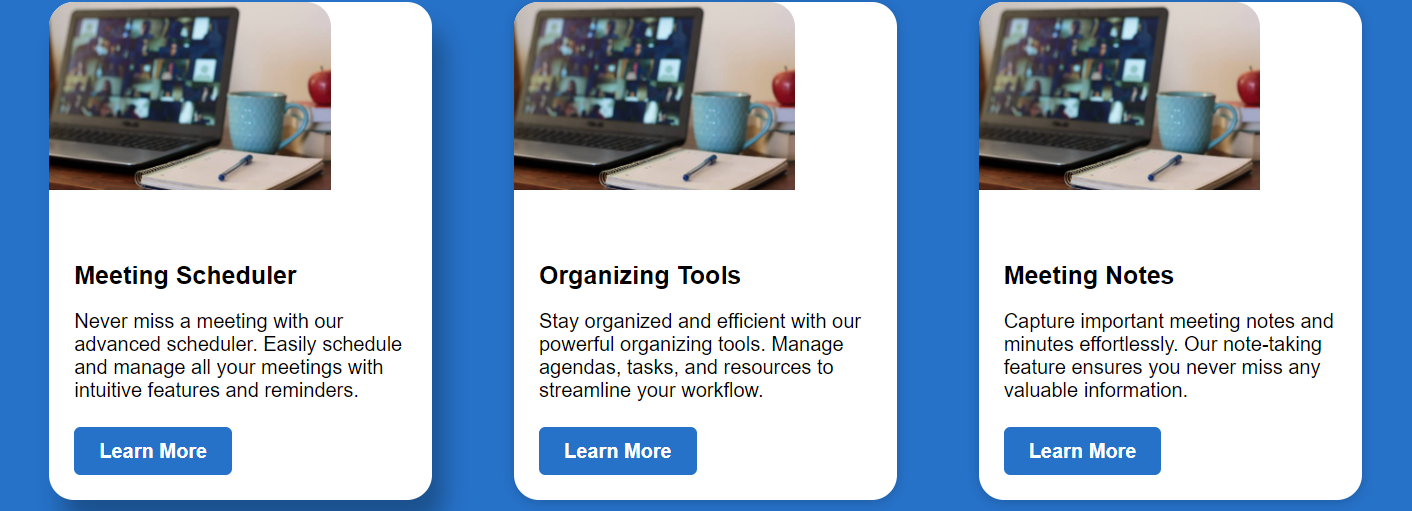 Meeting Scheduler
Never miss a meeting with our
advanced scheduler. Easily schedule
and manage all your meetings with
intuitive features and reminders.
Learn More
Organizing Tools
Stay organized and efficient with our
powerful organizing tools. Manage
agendas, tasks, and resources to
streamline your workflow.
Learn More
Meeting Notes
Capture important meeting notes and
minutes effortlessly. Our note-taking
feature ensures you never miss any
valuable information.
Learn More